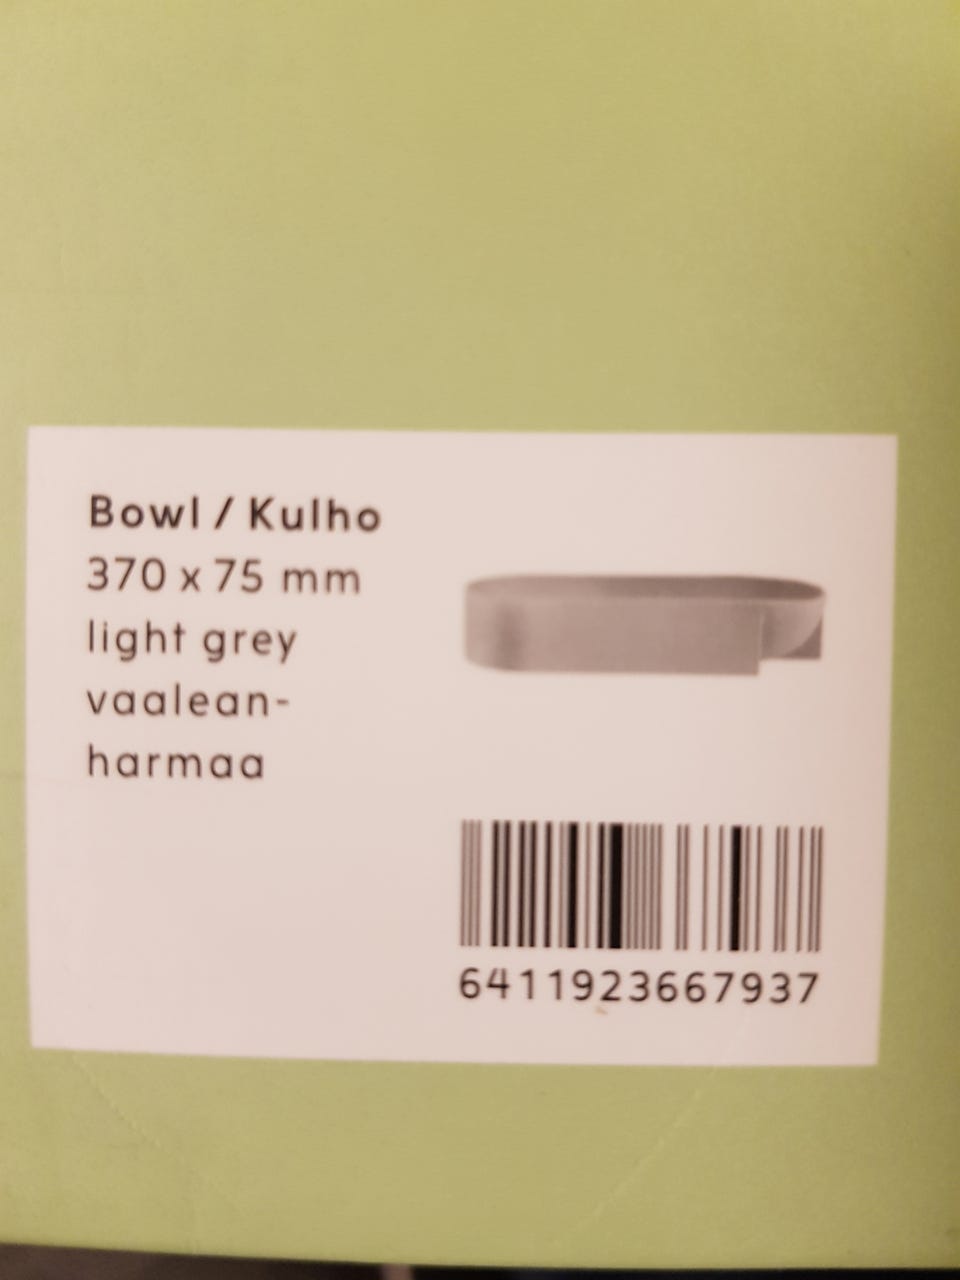 Bowl / Kulho
370 x 75 mm
light grey
vaalean-
harmaa
6411923667937